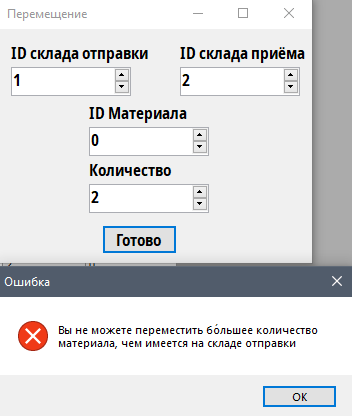 Перемещение
ID склада отправки ID склада приёма
1 2
ID Материала
0
Количество
2
Готово
Ошибка
Вы не можете переместить бо́льшее количество
материала, чем имеется на складе отправки
OK